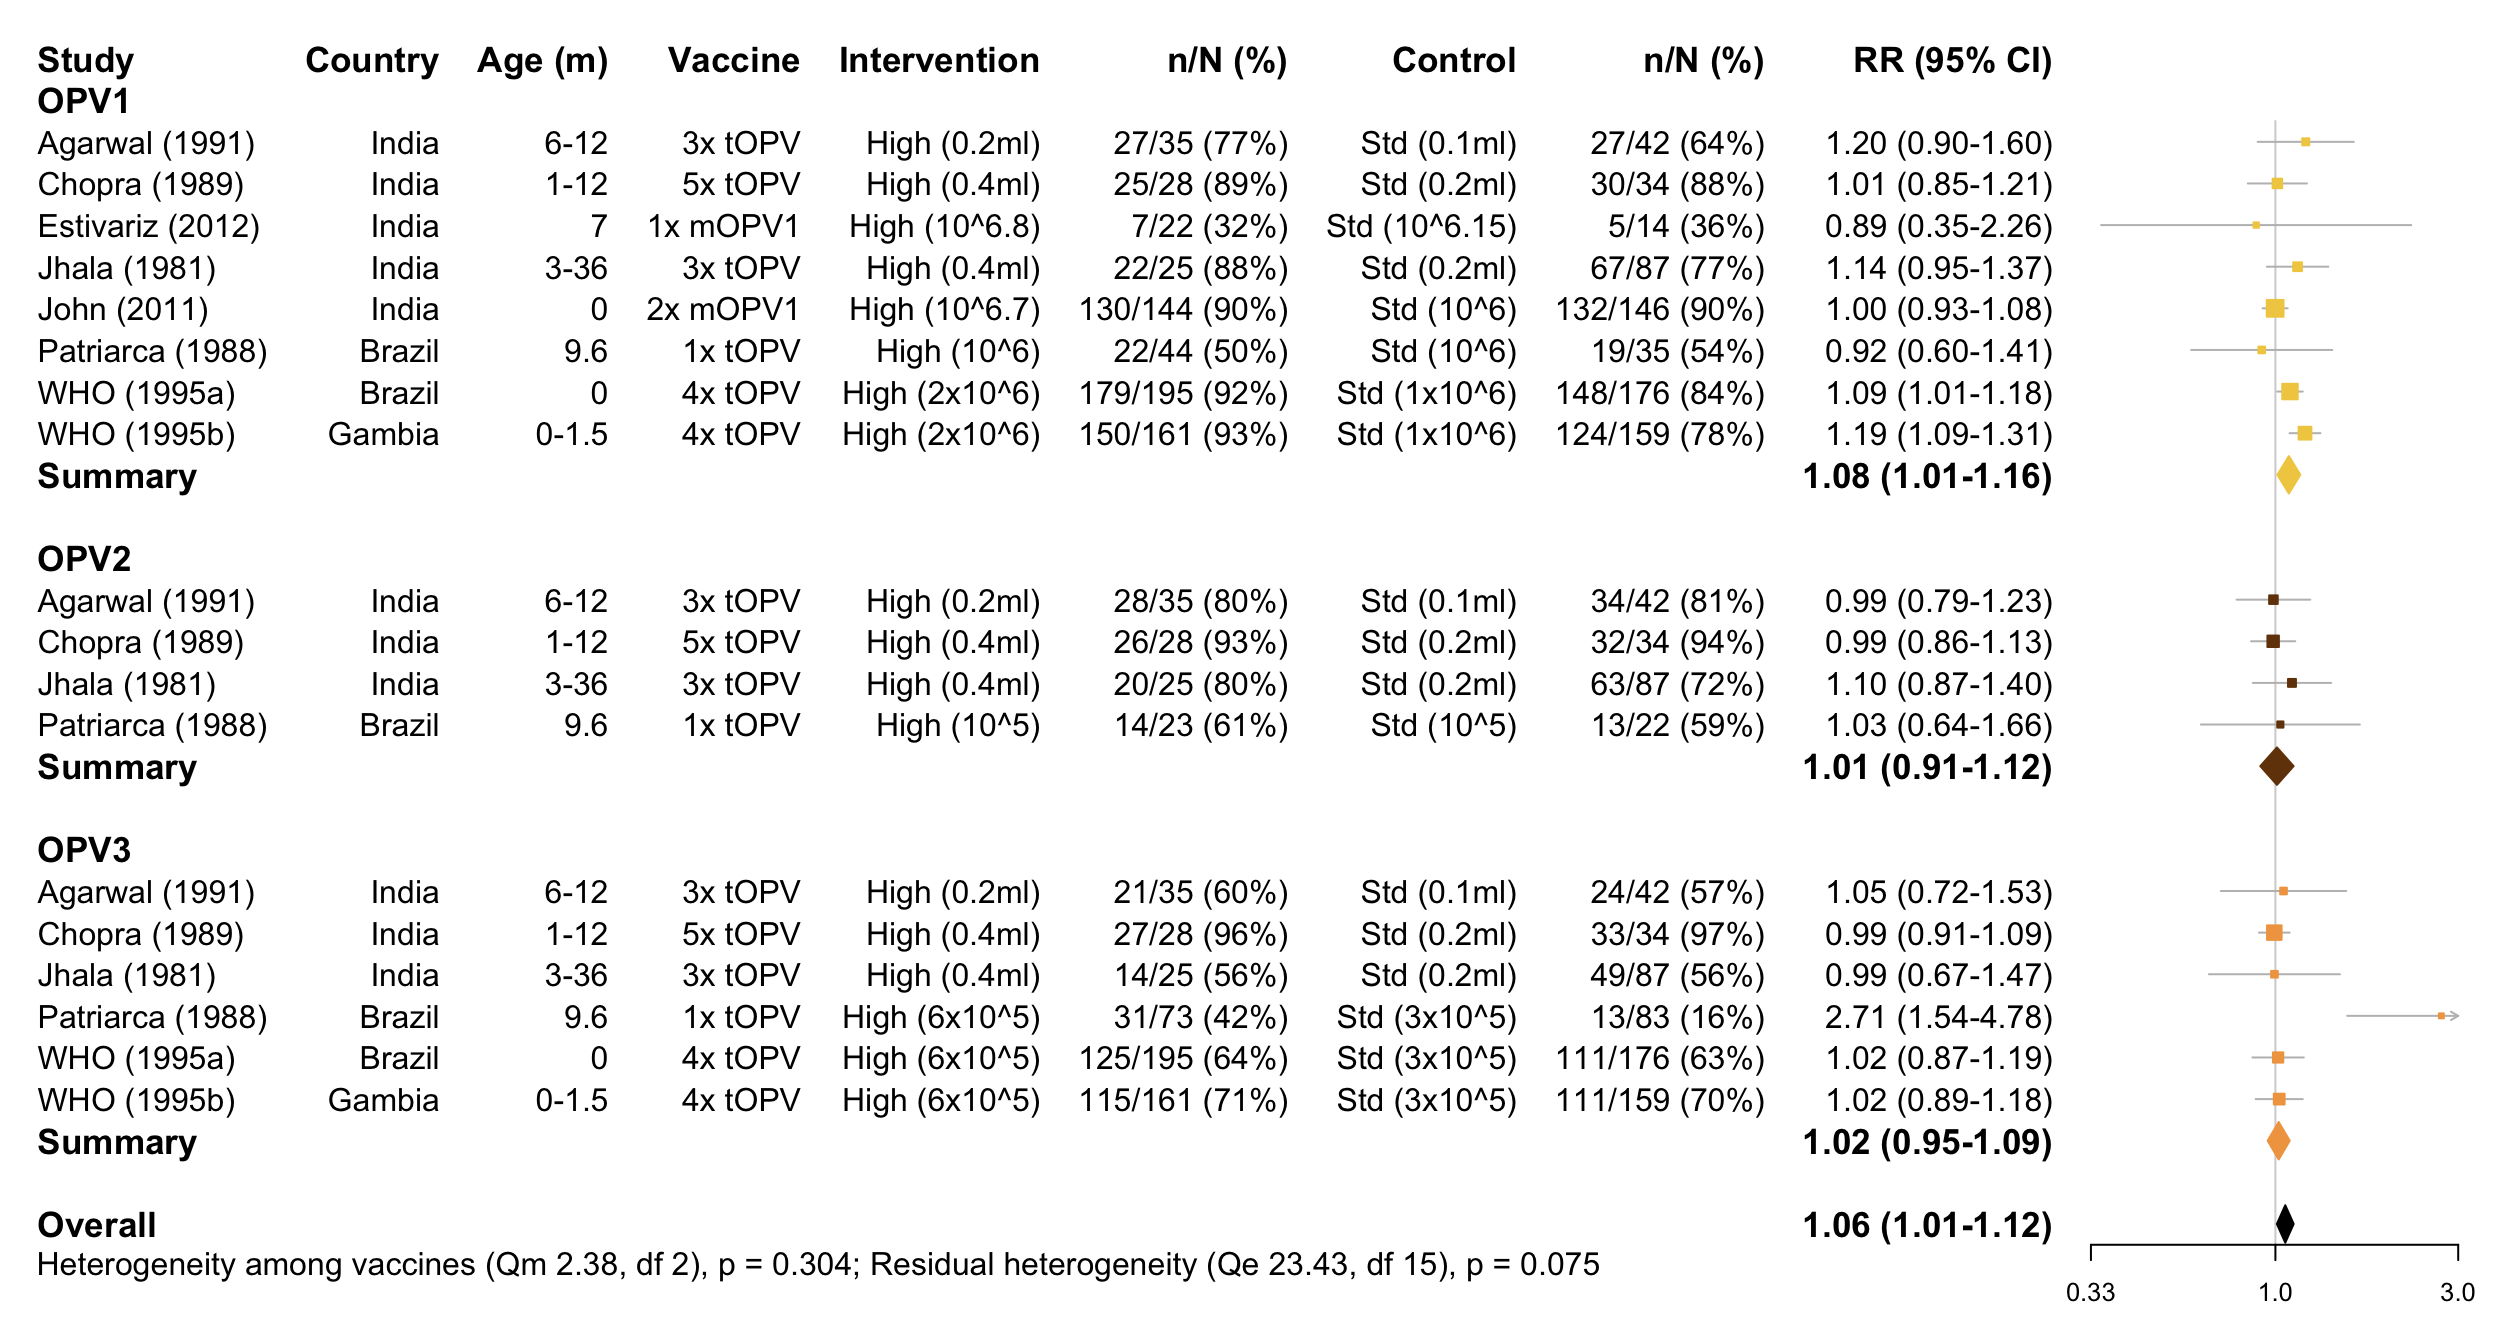 Study Country Age (m) Vaccine Intervention n/N (%) Control n/N (%) RR (95% CI)
OPV1
Agarwal (1991) India 6-12 3x tOPV High (0.2ml) 27/35 (77%) Std (0.1ml) 27/42 (64%) 1.20 (0.90-1.60)
Chopra (1989) India 1-12 5x tOPV High (0.4ml) 25/28 (89%) Std (0.2ml) 30/34 (88%) 1.01 (0.85-1.21)
Estivariz (2012) India 7 1x mOPV1 High (10^6.8) 7/22 (32%) Std (10^6.15) 5/14 (36%) 0.89 (0.35-2.26)
Jhala (1981) India 3-36 3x tOPV High (0.4ml) 22/25 (88%) Std (0.2ml) 67/87 (77%) 1.14 (0.95-1.37)
John (2011) India 0 2x mOPV1 High (10^6.7) 130/144 (90%) Std (10^6) 132/146 (90%) 1.00 (0.93-1.08)
Patriarca (1988) Brazil 9.6 1x tOPV High (10^6) 22/44 (50%) Std (10^6) 19/35 (54%) 0.92 (0.60-1.41)
WHO (1995a) Brazil 0 4x tOPV High (2x10^6) 179/195 (92%) Std (1x10^6) 148/176 (84%) 1.09 (1.01-1.18)
WHO (1995b) Gambia 0-1.5 4x tOPV High (2x10^6) 150/161 (93%) Std (1x10^6) 124/159 (78%) 1.19 (1.09-1.31)
Summary 1.08 (1.01-1.16)
OPV2
Agarwal (1991) India 6-12 3x tOPV High (0.2ml) 28/35 (80%) Std (0.1ml) 34/42 (81%) 0.99 (0.79-1.23)
Chopra (1989) India 1-12 5x tOPV High (0.4ml) 26/28 (93%) Std (0.2ml) 32/34 (94%) 0.99 (0.86-1.13)
Jhala (1981) India 3-36 3x tOPV High (0.4ml) 20/25 (80%) Std (0.2ml) 63/87 (72%) 1.10 (0.87-1.40)
Patriarca (1988) Brazil 9.6 1x tOPV High (10^5) 14/23 (61%) Std (10^5) 13/22 (59%) 1.03 (0.64-1.66)
Summary 1.01 (0.91-1.12)
OPV3
Agarwal (1991) India 6-12 3x tOPV High (0.2ml) 21/35 (60%) Std (0.1ml) 24/42 (57%) 1.05 (0.72-1.53)
Chopra (1989) India 1-12 5x tOPV High (0.4ml) 27/28 (96%) Std (0.2ml) 33/34 (97%) 0.99 (0.91-1.09)
Jhala (1981) India 3-36 3x tOPV High (0.4ml) 14/25 (56%) Std (0.2ml) 49/87 (56%) 0.99 (0.67-1.47)
Patriarca (1988) Brazil 9.6 1x tOPV High (6x10^5) 31/73 (42%) Std (3x10^5) 13/83 (16%) 2.71 (1.54-4.78)
WHO (1995a) Brazil 0 4x tOPV High (6x10^5) 125/195 (64%) Std (3x10^5) 111/176 (63%) 1.02 (0.87-1.19)
WHO (1995b) Gambia 0-1.5 4x tOPV High (6x10^5) 115/161 (71%) Std (3x10^5) 111/159 (70%) 1.02 (0.89-1.18)
Summary 1.02 (0.95-1.09)
Overall 1.06 (1.01-1.12)
Heterogeneity among vaccines (Qm 2.38, df 2), p = 0.304; Residual heterogeneity (Qe 23.43, df 15), p = 0.075
0.33 1.0 3.0